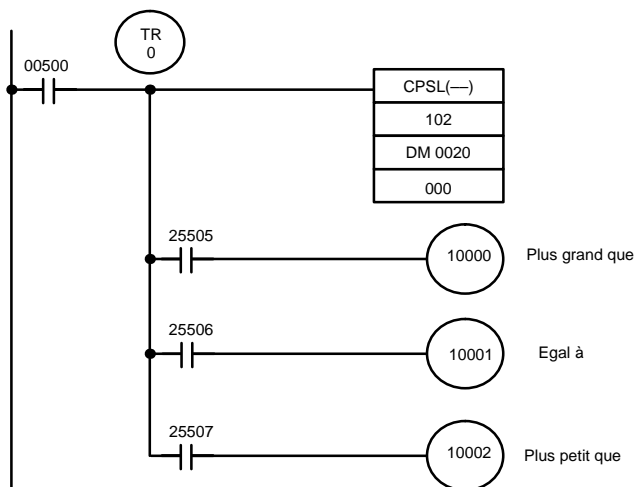 TR
0
00500
CPSL(––)
102
DM 0020
000
25505
10000
Plus grand que
25506
10001
Egal à
25507
10002
Plus petit que